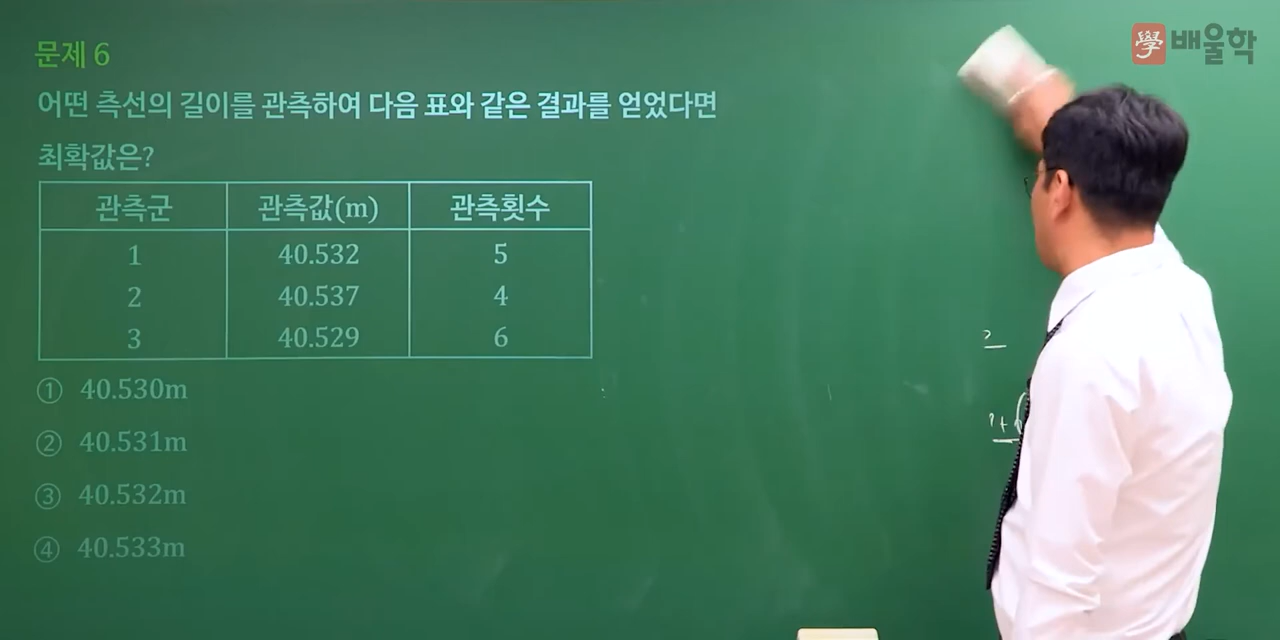 學 배울학
문제 6
어떤 측선의 길이를 관측하여 다음 표와 같은 결과를 얻었다면
최확값은?
관측군 관측값(m) 관측횟수
1 40.532 5
2 40.537 4
3 40.529 6
① 40.530m
② 40.531m
③ 40.532m
④ 40.533m